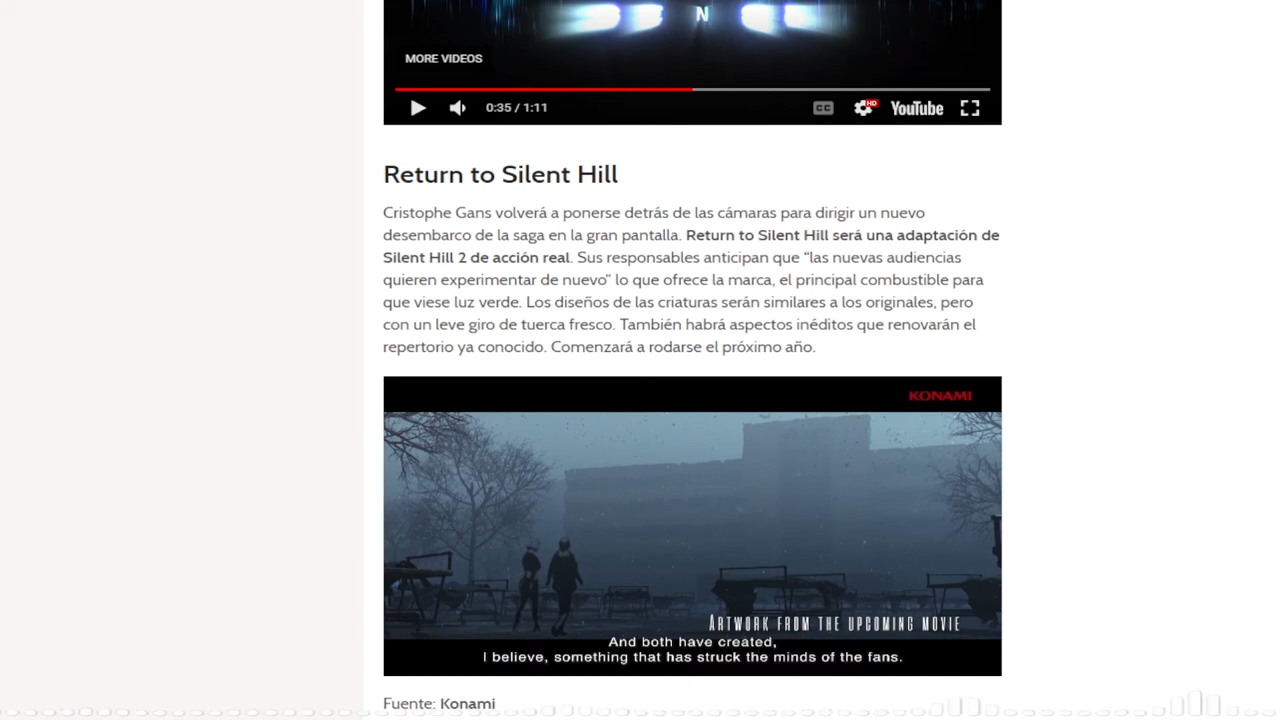 N
MORE VIDEOS
0:35 / 1:11
CC
HD
YouTube
Return to Silent Hill
Cristophe Gans volverá a ponerse detrás de las cámaras para dirigir un nuevo
desembarco de la saga en la gran pantalla. Return to Silent Hill será una adaptación de
Silent Hill 2 de acción real. Sus responsables anticipan que “las nuevas audiencias
quieren experimentar de nuevo” lo que ofrece la marca, el principal combustible para
que viese luz verde. Los diseños de las criaturas serán similares a los originales, pero
con un leve giro de tuerca fresco. También habrá aspectos inéditos que renovarán el
repertorio ya conocido. Comenzará a rodarse el próximo año.
KONAMI
ARTWORK FROM THE UPCOMING MOVIE
And both have created,
I believe, something that has struck the minds of the fans.
Fuente: Konami